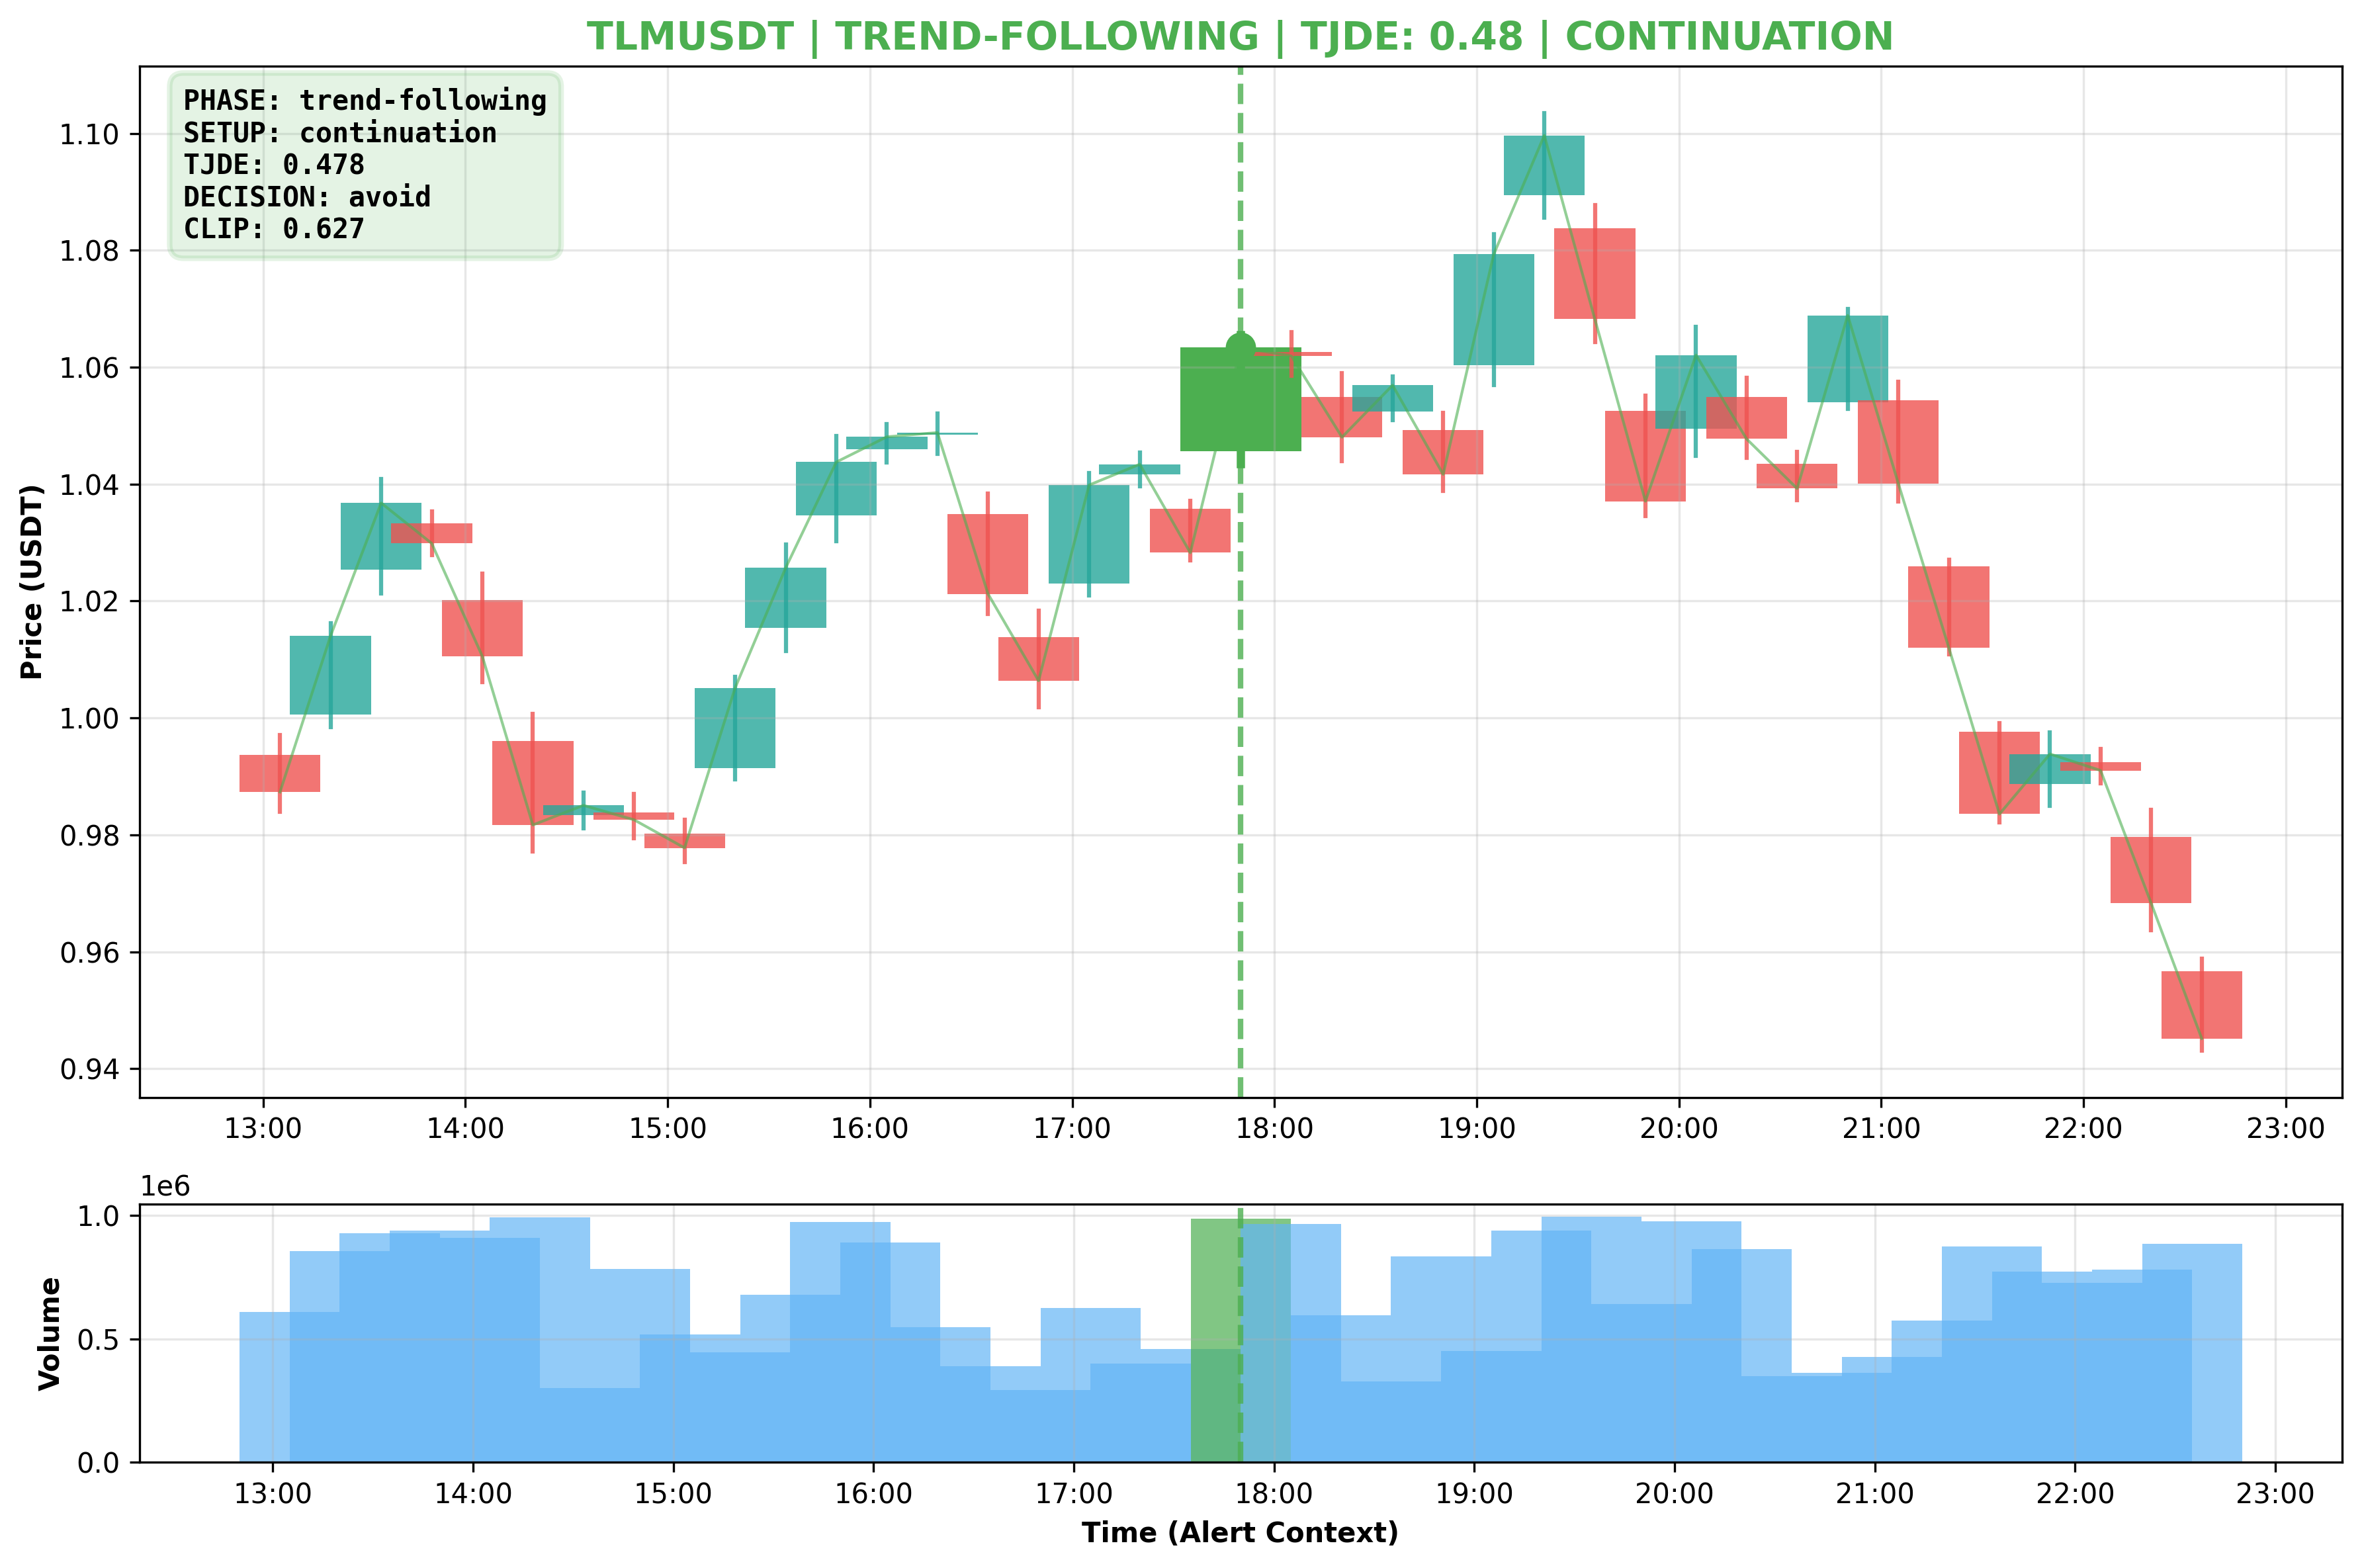 TLMUSDT | TREND-FOLLOWING | TJDE: 0.48 | CONTINUATION
PHASE: trend-following
SETUP: continuation
TJDE: 0.478
DECISION: avoid
CLIP: 0.627
Price (USDT)
1.10
1.08
1.06
1.04
1.02
1.00
0.98
0.96
0.94
13:00 14:00 15:00 16:00 17:00 18:00 19:00 20:00 21:00 22:00 23:00
1e6
Volume
1.0
0.5
0.0
13:00 14:00 15:00 16:00 17:00 18:00 19:00 20:00 21:00 22:00 23:00
Time (Alert Context)